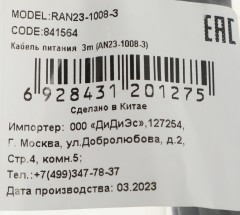 MODEL:RAN23-1008-3
CODE:841564
EAC
Кабель питания 3m (AN23-1008-3)
6 928431 201275
Сделано в Китае
Импортер: ООО «ДиДиЭс»,127254,
Г. Москва, ул.Добролюбова, д.2,
Стр.4, комн.5;
Тел.:+7(499)347-78-37
Дата производства: 03.2023